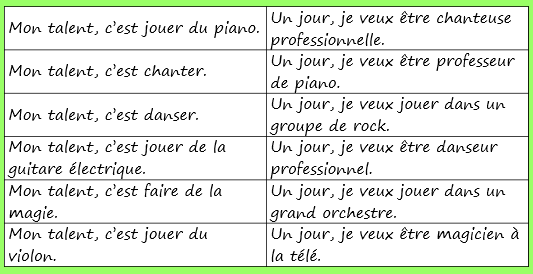 Mon talent, c'est jouer du piano.
Un jour, je veux être chanteuse
professionnelle.
Mon talent, c'est chanter.
Un jour, je veux être professeur
de piano.
Mon talent, c'est danser.
Un jour, je veux jouer dans un
groupe de rock.
Mon talent, c'est jouer de la
guitare électrique.
Un jour, je veux être danseur
professionnel.
Mon talent, c'est faire de la
magie.
Un jour, je veux jouer dans un
grand orchestre.
Mon talent, c'est jouer du
violon.
Un jour, je veux être magicien à
la télé.